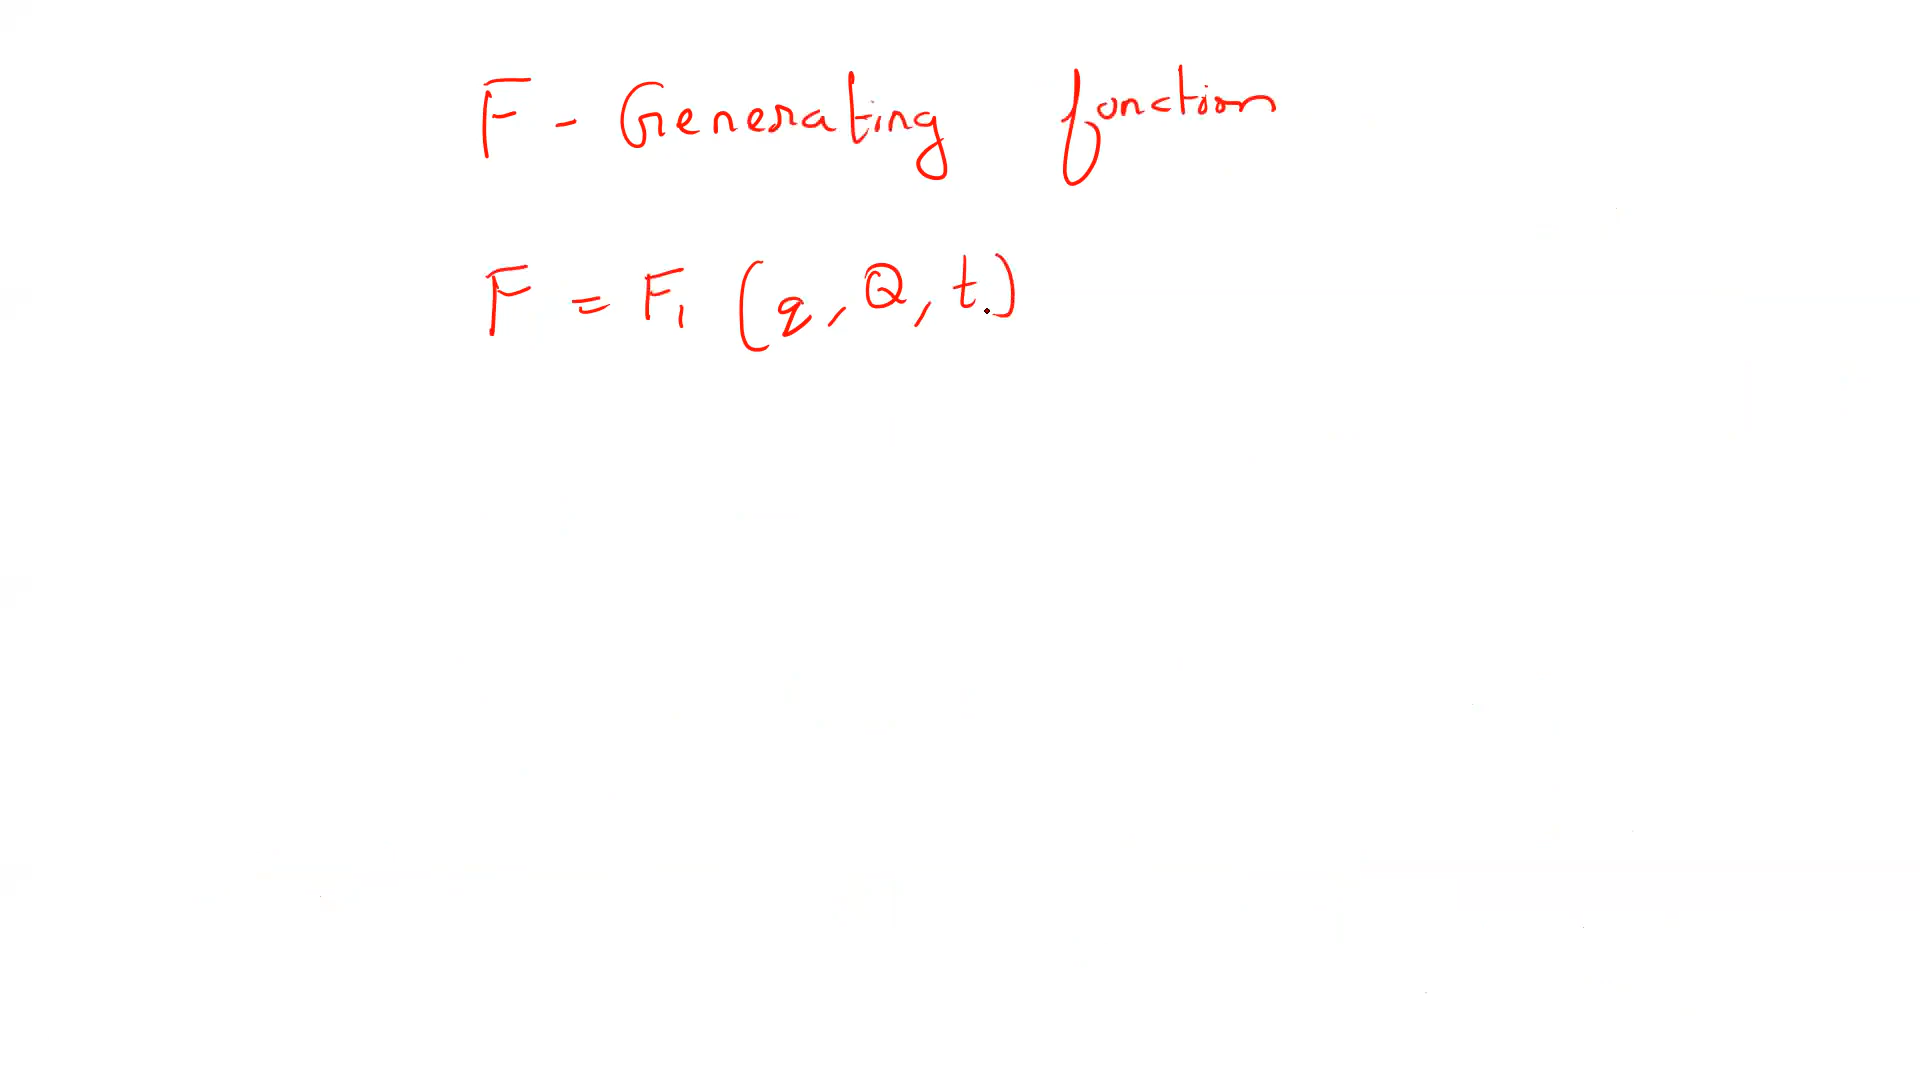 F - Generating function
F = F₁ (q, Q, t)